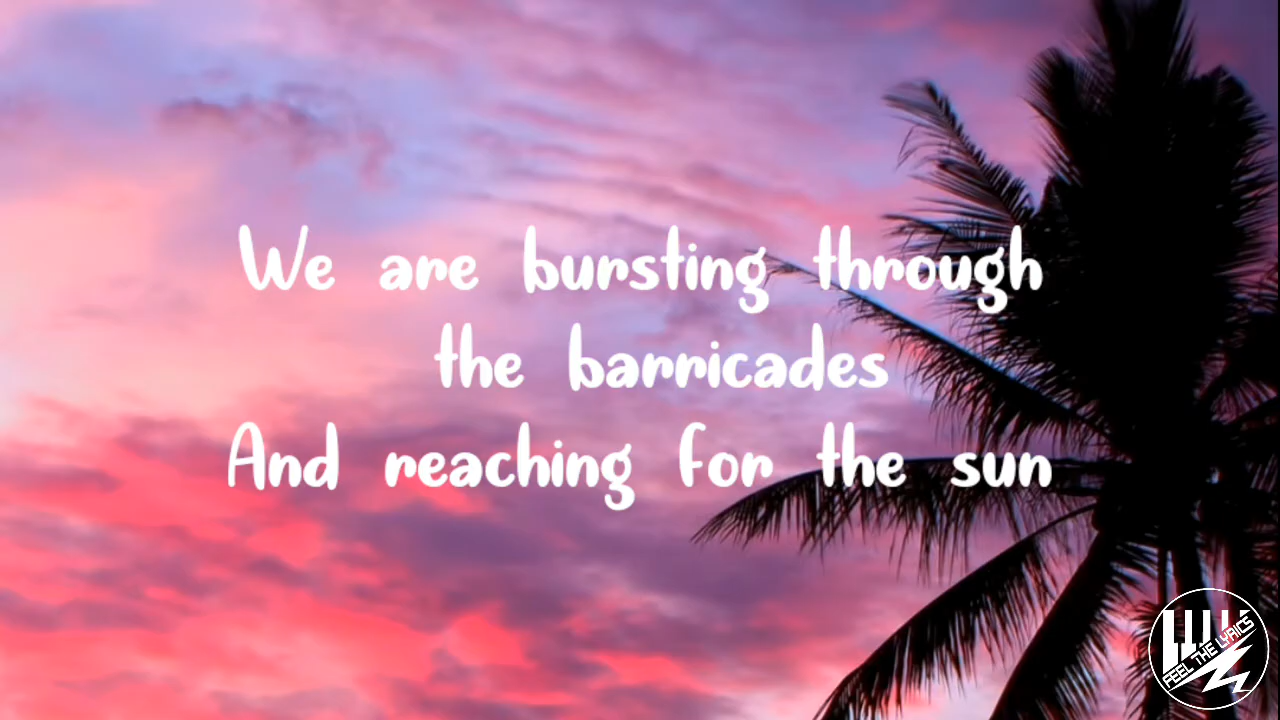 We are bursting through
the barricades
And reaching for the sun
FEEL THE LYRICS